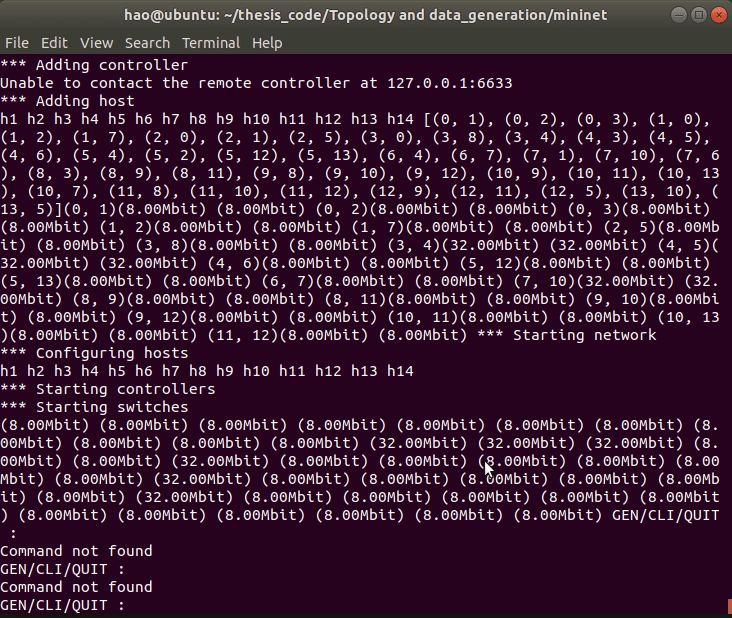 hao@ubuntu: ~/thesis_code/Topology and data_generation/mininet
File Edit View Search Terminal Help
*** Adding controller
Unable to contact the remote controller at 127.0.0.1:6633
*** Adding host
h1 h2 h3 h4 h5 h6 h7 h8 h9 h10 h11 h12 h13 h14 [(0, 1), (0, 2), (0, 3), (1, 0),
(1, 2), (1, 7), (2, 0), (2, 1), (2, 5), (3, 0), (3, 8), (3, 4), (4, 3), (4, 5),
(4, 6), (5, 4), (5, 2), (5, 12), (5, 13), (6, 4), (6, 7), (7, 1), (7, 10), (7, 6
), (8, 3), (8, 9), (8, 11), (9, 8), (9, 10), (9, 12), (10, 9), (10, 11), (10, 13
), (10, 7), (11, 8), (11, 10), (11, 12), (12, 9), (12, 11), (12, 5), (13, 10), (
13, 5)](0, 1)(8.00Mbit) (8.00Mbit) (0, 2)(8.00Mbit) (8.00Mbit) (0, 3)(8.00Mbit)
(8.00Mbit) (1, 2)(8.00Mbit) (8.00Mbit) (1, 7)(8.00Mbit) (8.00Mbit) (2, 5)(8.00Mb
it) (8.00Mbit) (3, 8)(8.00Mbit) (8.00Mbit) (3, 4)(32.00Mbit) (32.00Mbit) (4, 5)(
32.00Mbit) (32.00Mbit) (4, 6)(8.00Mbit) (8.00Mbit) (5, 12)(8.00Mbit) (8.00Mbit)
(5, 13)(8.00Mbit) (8.00Mbit) (6, 7)(8.00Mbit) (8.00Mbit) (7, 10)(32.00Mbit) (32.
00Mbit) (8, 9)(8.00Mbit) (8.00Mbit) (8, 11)(8.00Mbit) (8.00Mbit) (9, 10)(8.00Mbi
t) (8.00Mbit) (9, 12)(8.00Mbit) (8.00Mbit) (10, 11)(8.00Mbit) (8.00Mbit) (10, 13
)(8.00Mbit) (8.00Mbit) (11, 12)(8.00Mbit) (8.00Mbit) *** Starting network
*** Configuring hosts
h1 h2 h3 h4 h5 h6 h7 h8 h9 h10 h11 h12 h13 h14
*** Starting controllers
*** Starting switches
(8.00Mbit) (8.00Mbit) (8.00Mbit) (8.00Mbit) (8.00Mbit) (8.00Mbit) (8.00Mbit) (8.
00Mbit) (8.00Mbit) (8.00Mbit) (8.00Mbit) (32.00Mbit) (32.00Mbit) (32.00Mbit) (8.
00Mbit) (8.00Mbit) (32.00Mbit) (8.00Mbit) (8.00Mbit) (8.00Mbit) (8.00Mbit) (8.00
Mbit) (8.00Mbit) (32.00Mbit) (8.00Mbit) (8.00Mbit) (8.00Mbit) (8.00Mbit) (8.00Mb
it) (8.00Mbit) (32.00Mbit) (8.00Mbit) (8.00Mbit) (8.00Mbit) (8.00Mbit) (8.00Mbit
) (8.00Mbit) (8.00Mbit) (8.00Mbit) (8.00Mbit) (8.00Mbit) (8.00Mbit) GEN/CLI/QUIT
:
Command not found
GEN/CLI/QUIT :
Command not found
GEN/CLI/QUIT :